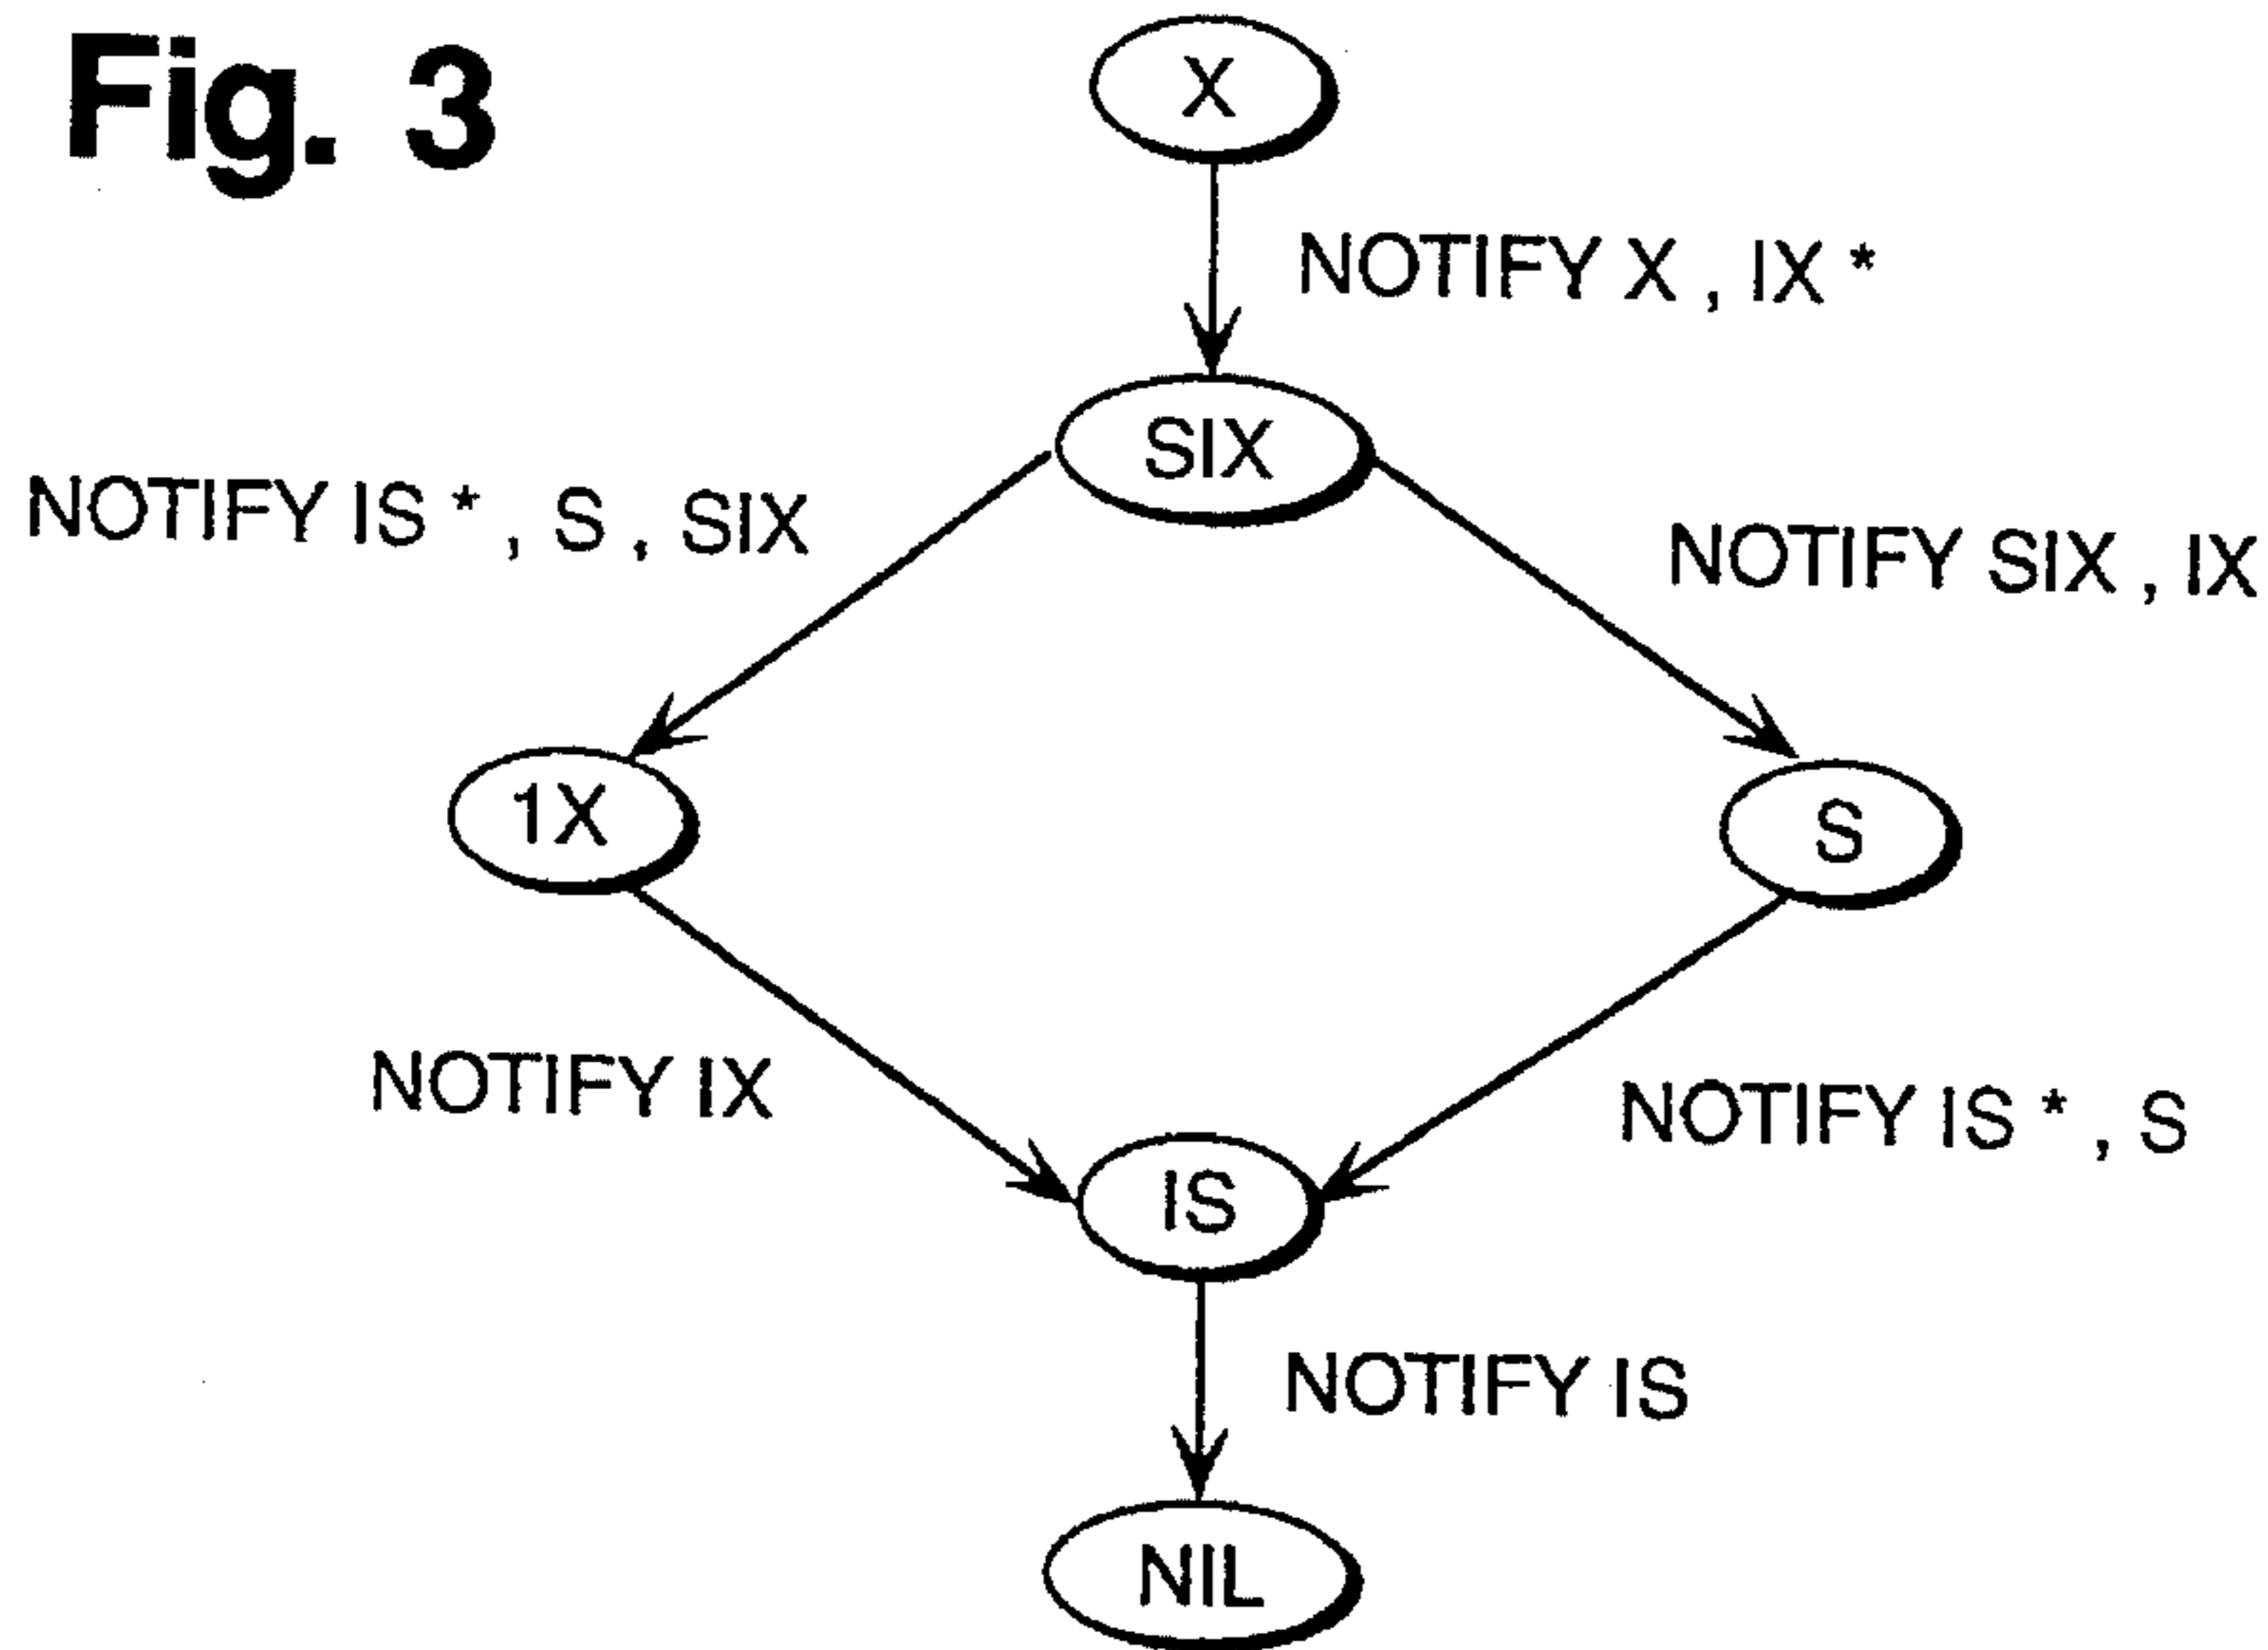 Fig. 3
X
NOTIFY X , IX *
SIX
NOTIFY IS * , S , SIX
NOTIFY SIX , IX
1X
S
NOTIFY IX
NOTIFY IS * , S
IS
NOTIFY IS
NIL